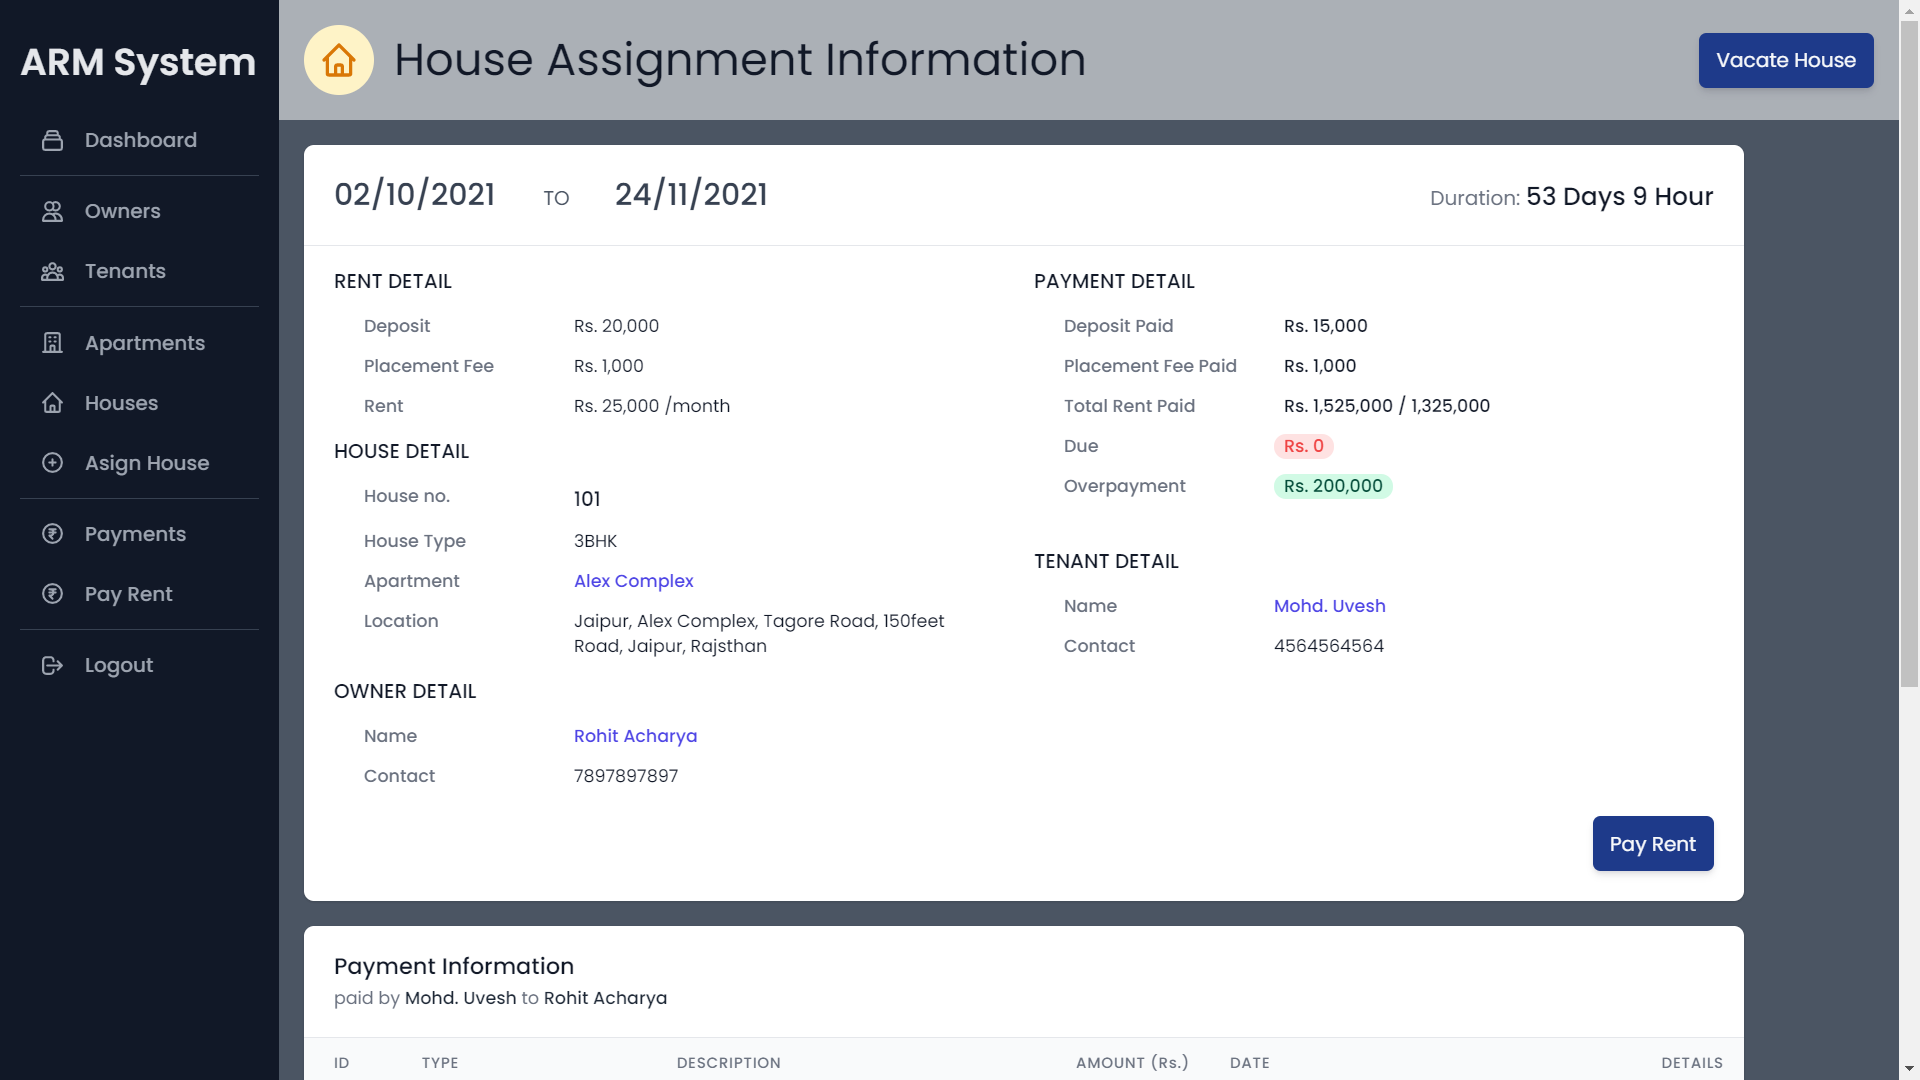 ARM System
Dashboard
Owners
Tenants
Apartments
Houses
Asign House
Payments
Pay Rent
Logout
House Assignment Information
Vacate House
02/10/2021 TO 24/11/2021
Duration: 53 Days 9 Hour
RENT DETAIL
Deposit Rs. 20,000
Placement Fee Rs. 1,000
Rent Rs. 25,000 /month
HOUSE DETAIL
House no. 101
House Type 3BHK
Apartment Alex Complex
Location Jaipur, Alex Complex, Tagore Road, 150feet
Road, Jaipur, Rajsthan
OWNER DETAIL
Name Rohit Acharya
Contact 7897897897
PAYMENT DETAIL
Deposit Paid Rs. 15,000
Placement Fee Paid Rs. 1,000
Total Rent Paid Rs. 1,525,000 / 1,325,000
Due Rs. 0
Overpayment Rs. 200,000
TENANT DETAIL
Name Mohd. Uvesh
Contact 4564564564
Pay Rent
Payment Information
paid by Mohd. Uvesh to Rohit Acharya
ID TYPE DESCRIPTION AMOUNT (Rs.) DATE DETAILS